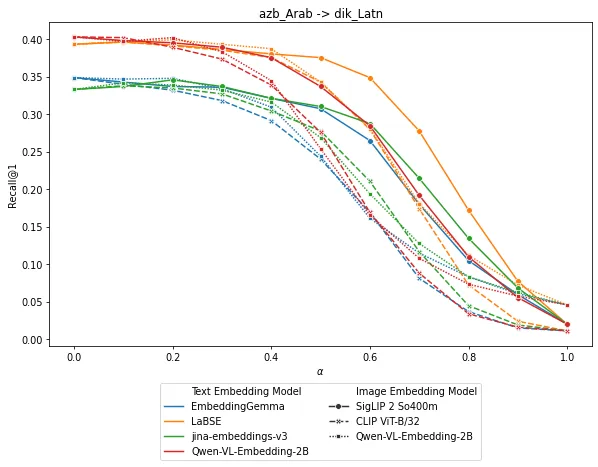 azb_Arab -> dik_Latn
0.40
0.35
0.30
0.25
0.20
0.15
0.10
0.05
0.00
Recall@1
0.0 0.2 0.4 0.6 0.8 1.0
α
Text Embedding Model
EmbeddingGemma
LaBSE
jina-embeddings-v3
Qwen-VL-Embedding-2B
Image Embedding Model
SigLIP 2 So400m
CLIP ViT-B/32
Qwen-VL-Embedding-2B